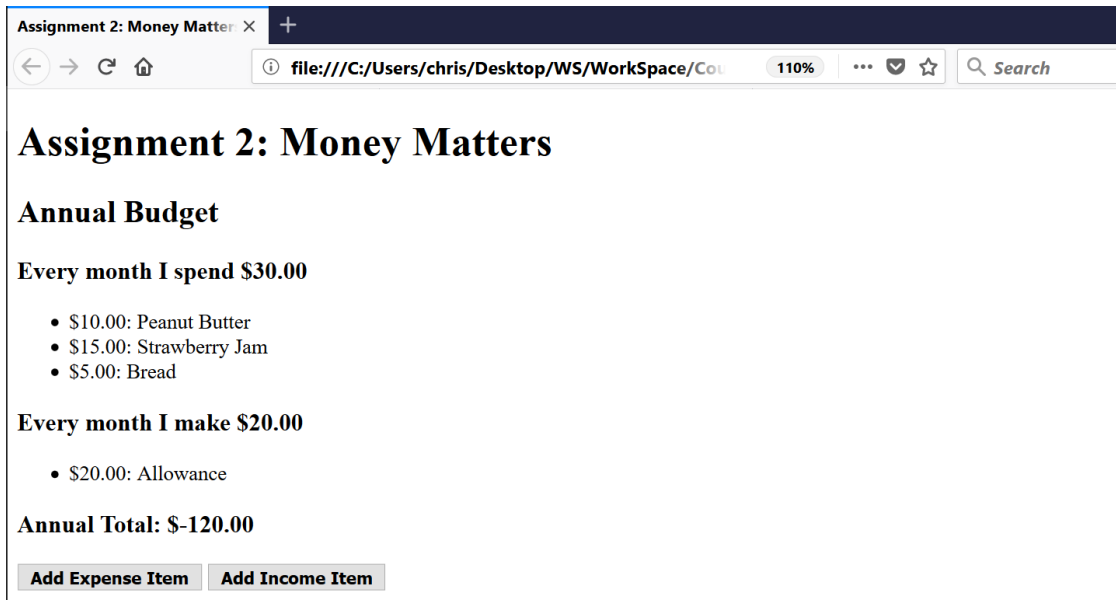 Assignment 2: Money Matter
file:///C:/Users/chris/Desktop/WS/WorkSpace/Cou 110% Search
Assignment 2: Money Matters
Annual Budget
Every month I spend $30.00
• $10.00: Peanut Butter
• $15.00: Strawberry Jam
• $5.00: Bread
Every month I make $20.00
• $20.00: Allowance
Annual Total: $-120.00
Add Expense Item Add Income Item